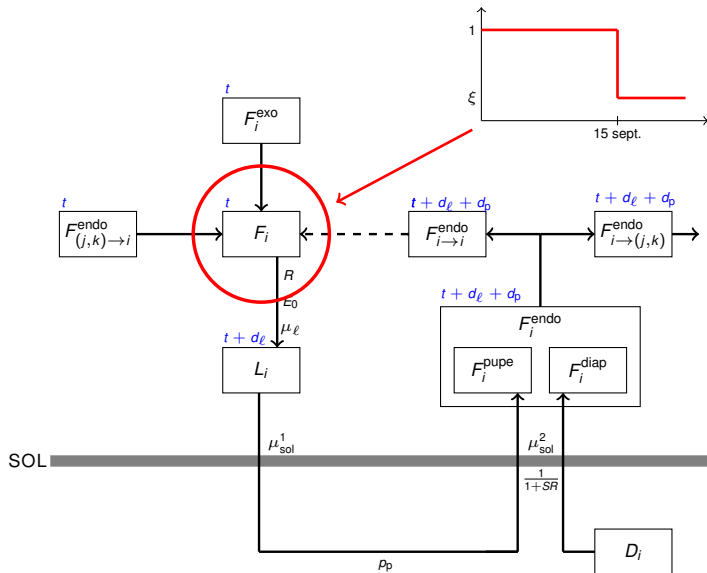 1
ξ
15 sept.
t
F_i^exo
t
F^endo_(j,k)→i
t
F_i
t + d_ℓ + d_p
F^endo_i→i
t + d_ℓ + d_p
F^endo_i→(j,k)
R
E_0
μ_ℓ
t + d_ℓ
L_i
t + d_ℓ + d_p
F_i^endo
F_i^pupe
F_i^diap
μ^1_sol
μ^2_sol
SOL
1/(1+SR)
D_i
p_p